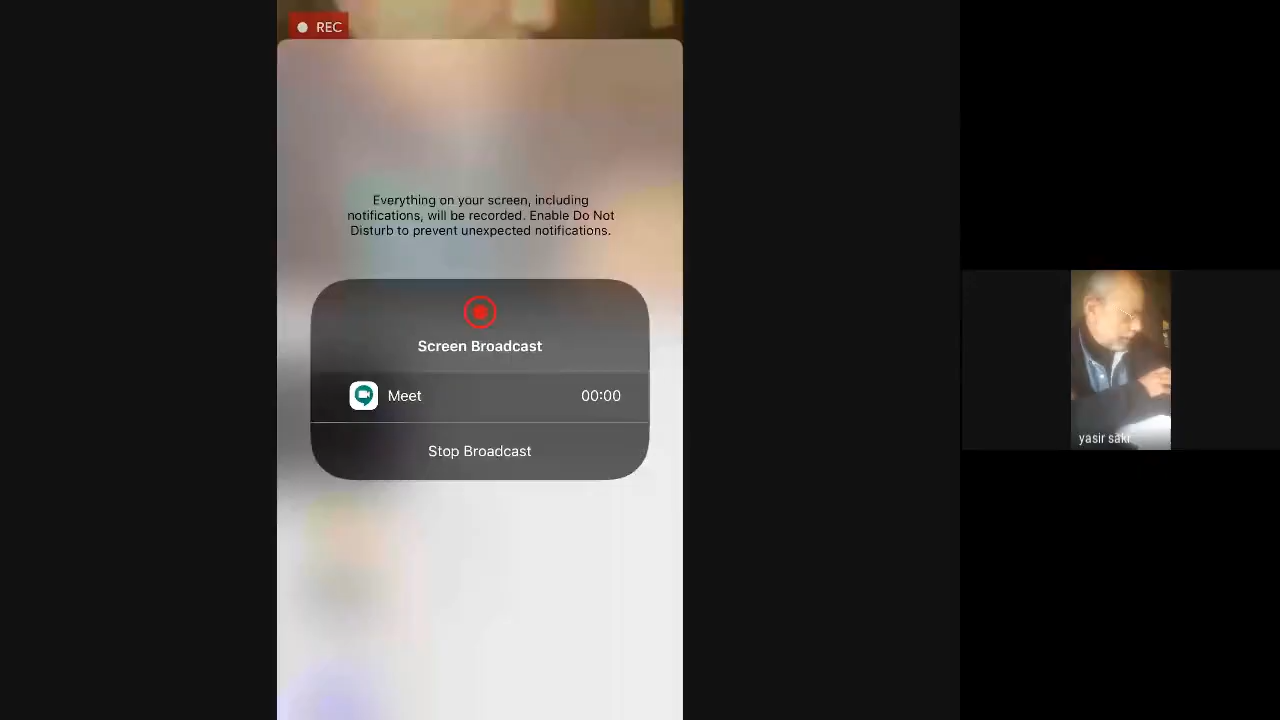 REC
Everything on your screen, including
notifications, will be recorded. Enable Do Not
Disturb to prevent unexpected notifications.
Screen Broadcast
Meet 00:00
Stop Broadcast
yasir sakr